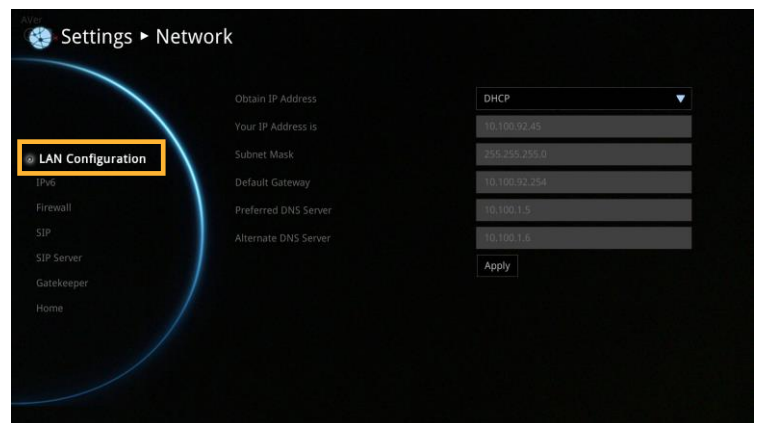 AVer
Settings ► Network
Obtain IP Address DHCP
Your IP Address is 10.100.92.45
LAN Configuration
Subnet Mask 255.255.255.0
IPv6
Default Gateway 10.100.92.254
Firewall
Preferred DNS Server 10.100.1.5
SIP
Alternate DNS Server 10.100.1.6
SIP Server
Apply
Gatekeeper
Home